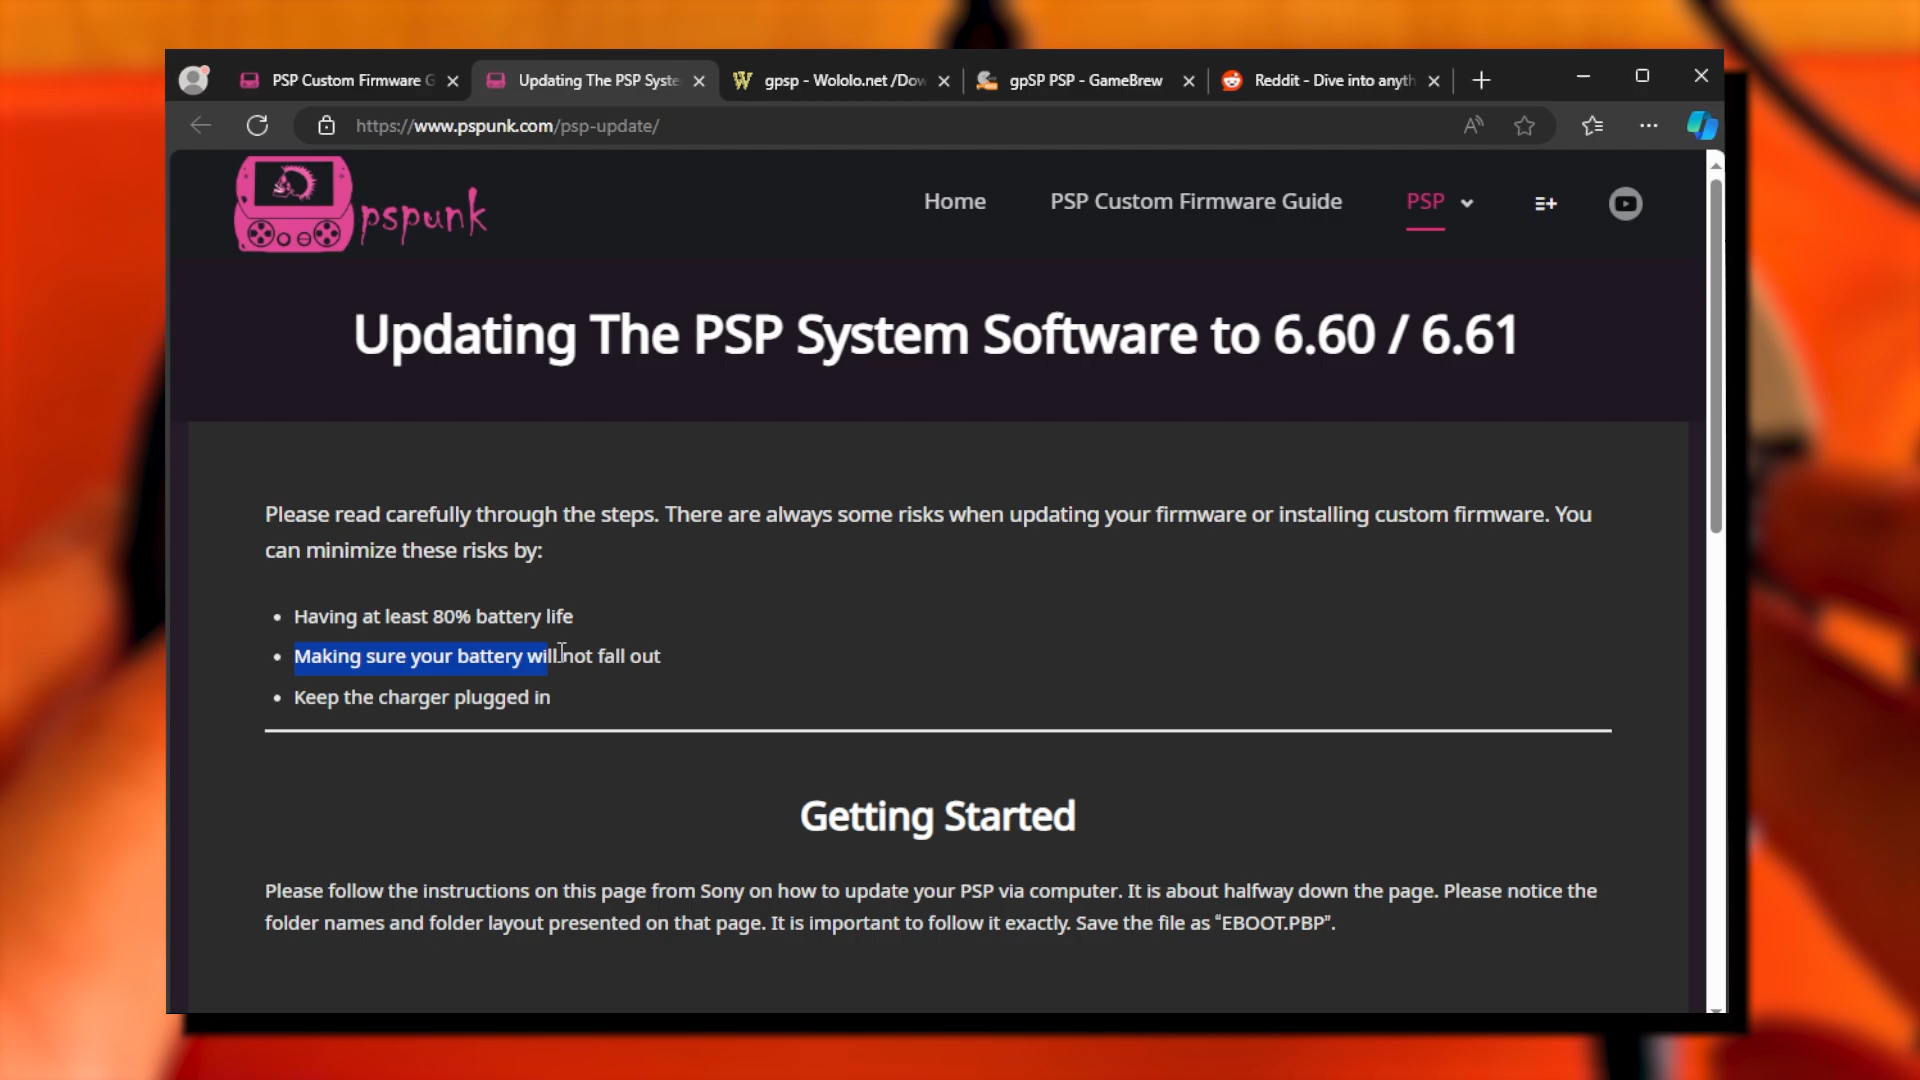 PSP Custom Firmware G
Updating The PSP Syste
gpsp - Wololo.net /Dow
gpSP PSP - GameBrew
Reddit - Dive into anyth
https://www.pspunk.com/psp-update/
pspunk
Home
PSP Custom Firmware Guide
PSP
Updating The PSP System Software to 6.60 / 6.61
Please read carefully through the steps. There are always some risks when updating your firmware or installing custom firmware. You
can minimize these risks by:
• Having at least 80% battery life
• Making sure your battery will not fall out
• Keep the charger plugged in
Getting Started
Please follow the instructions on this page from Sony on how to update your PSP via computer. It is about halfway down the page. Please notice the
folder names and folder layout presented on that page. It is important to follow it exactly. Save the file as “EBOOT.PBP”.